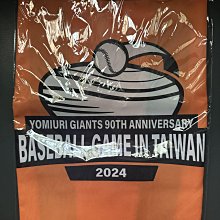 YOMIURI GIANTS 90TH ANNIVERSARY
BASEBALL GAME IN TAIWAN
2024